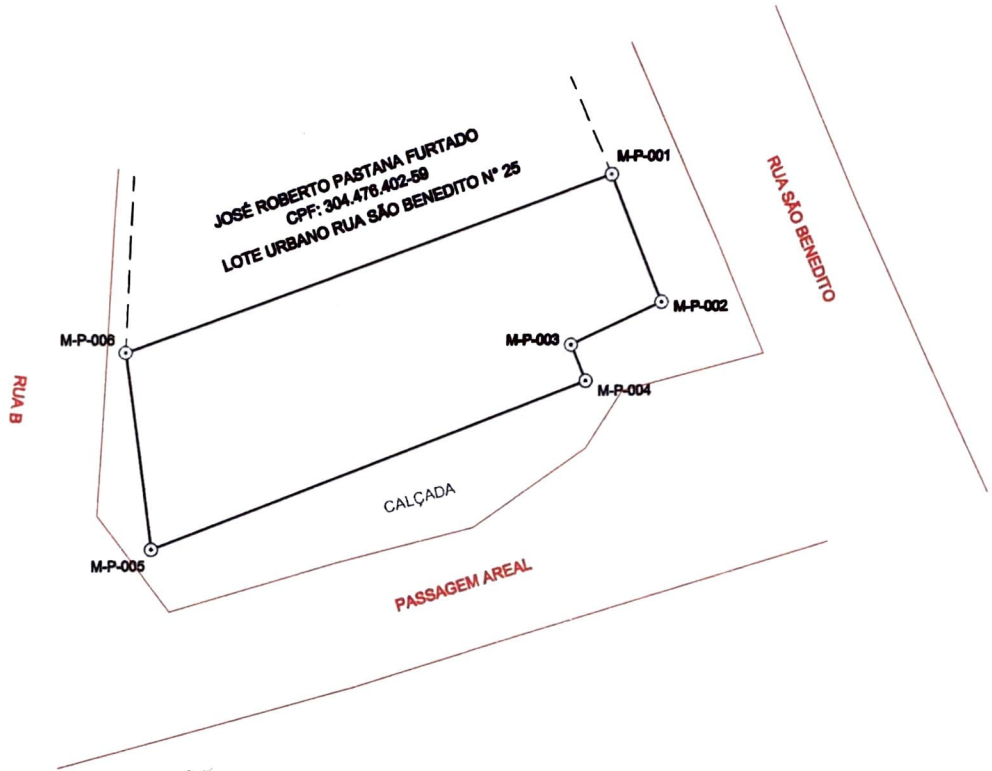 JOSÉ ROBERTO PASTANA FURTADO
CPF: 304.476.402-59
LOTE URBANO RUA SÃO BENEDITO N° 25
M-P-001
RUA SÃO BENEDITO
M-P-002
M-P-003
M-P-006
M-P-004
RUA B
CALÇADA
M-P-005
PASSAGEM AREAL